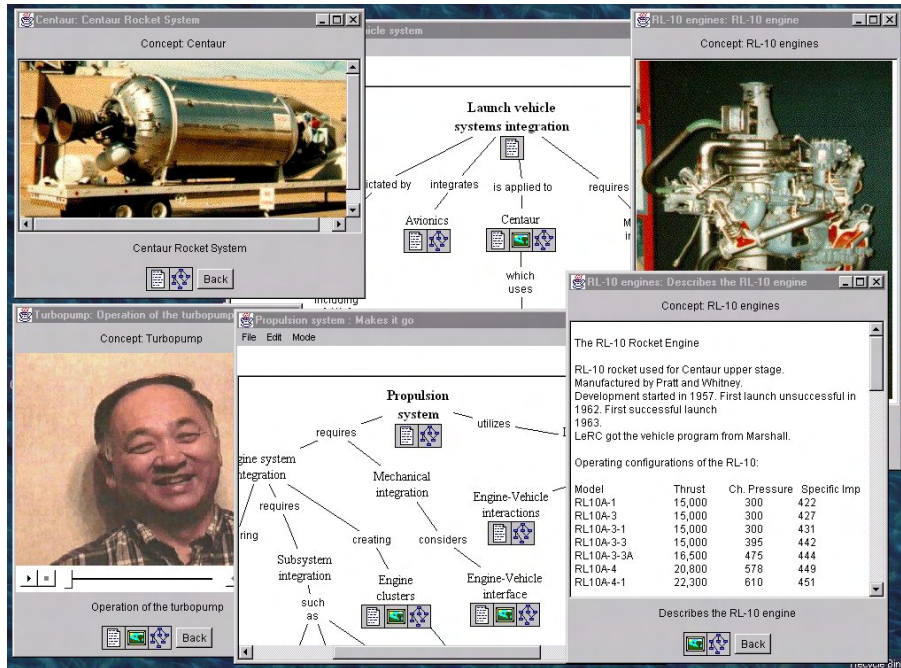 Centaur: Centaur Rocket System
Concept: Centaur
Centaur Rocket System
Back
vehicle system
Launch vehicle
systems integration
dictated by
integrates
is applied to
requires
Avionics
Centaur
which
uses
including
RL-10 engines: RL-10 engine
Concept: RL-10 engines
Turbopump: Operation of the turbopump
Concept: Turbopump
Operation of the turbopump
Back
Propulsion system : Makes it go
File Edit Mode
Propulsion
system
requires
utilizes
gine system
integration
Mechanical
integration
requires
Engine-Vehicle
interactions
ring
creating
considers
Subsystem
integration
Engine
clusters
Engine-Vehicle
interface
such
as
RL-10 engines: Describes the RL-10 engine
Concept: RL-10 engines
The RL-10 Rocket Engine
RL-10 rocket used for Centaur upper stage.
Manufactured by Pratt and Whitney.
Development started in 1957. First launch unsuccessful in
1962. First successful launch
1963.
LeRC got the vehicle program from Marshall.
Operating configurations of the RL-10:
Model Thrust Ch. Pressure Specific Imp
RL10A-1 15,000 300 422
RL10A-3 15,000 300 427
RL10A-3-1 15,000 300 431
RL10A-3-3 15,000 395 442
RL10A-3-3A 16,500 475 444
RL10A-4 20,800 578 449
RL10A-4-1 22,300 610 451
Describes the RL-10 engine
Back
Recycle Bin